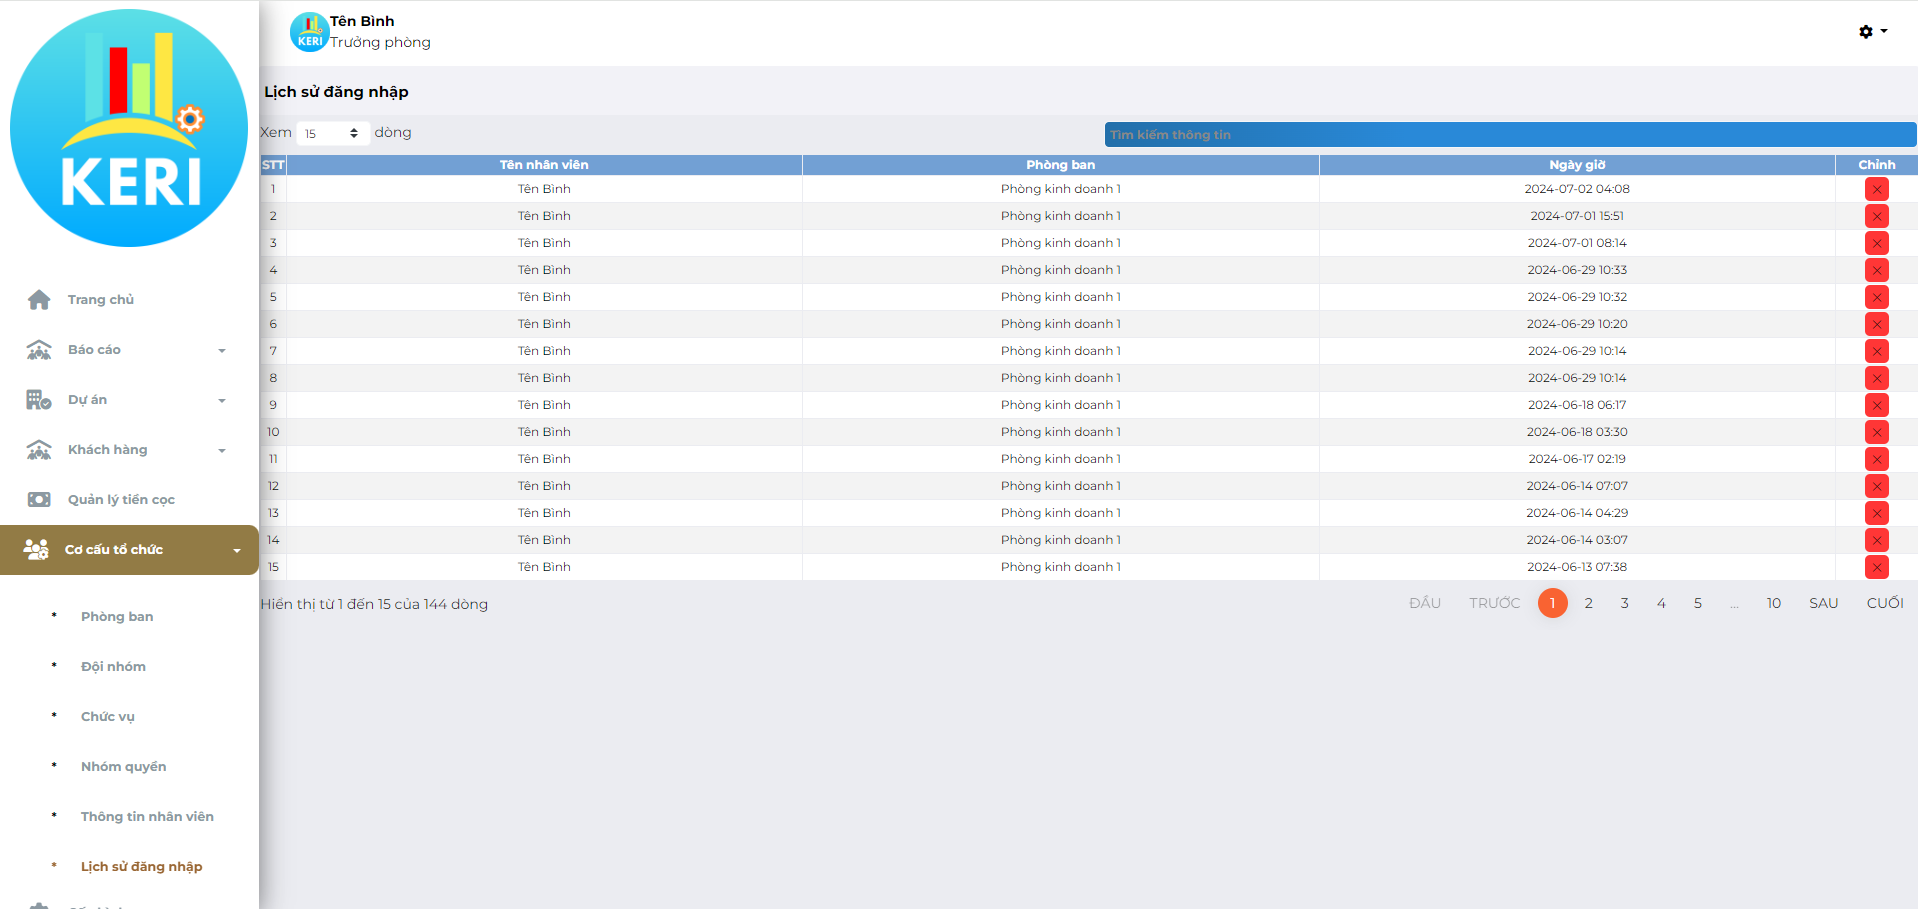 KERI
Trang chủ
Báo cáo
Dự án
Khách hàng
Quản lý tiền cọc
Cơ cấu tổ chức
* Phòng ban
* Đội nhóm
* Chức vụ
* Nhóm quyền
* Thông tin nhân viên
* Lịch sử đăng nhập
KERI
Tên Bình
Trưởng phòng
Lịch sử đăng nhập
Xem 15 dòng
Tìm kiếm thông tin
STT Tên nhân viên Phòng ban Ngày giờ Chỉnh
1 Tên Bình Phòng kinh doanh 1 2024-07-02 04:08
2 Tên Bình Phòng kinh doanh 1 2024-07-01 15:51
3 Tên Bình Phòng kinh doanh 1 2024-07-01 08:14
4 Tên Bình Phòng kinh doanh 1 2024-06-29 10:33
5 Tên Bình Phòng kinh doanh 1 2024-06-29 10:32
6 Tên Bình Phòng kinh doanh 1 2024-06-29 10:20
7 Tên Bình Phòng kinh doanh 1 2024-06-29 10:14
8 Tên Bình Phòng kinh doanh 1 2024-06-29 10:14
9 Tên Bình Phòng kinh doanh 1 2024-06-18 06:17
10 Tên Bình Phòng kinh doanh 1 2024-06-18 03:30
11 Tên Bình Phòng kinh doanh 1 2024-06-17 02:19
12 Tên Bình Phòng kinh doanh 1 2024-06-14 07:07
13 Tên Bình Phòng kinh doanh 1 2024-06-14 04:29
14 Tên Bình Phòng kinh doanh 1 2024-06-14 03:07
15 Tên Bình Phòng kinh doanh 1 2024-06-13 07:38
Hiển thị từ 1 đến 15 của 144 dòng
ĐẦU TRƯỚC 1 2 3 4 5 ... 10 SAU CUỐI